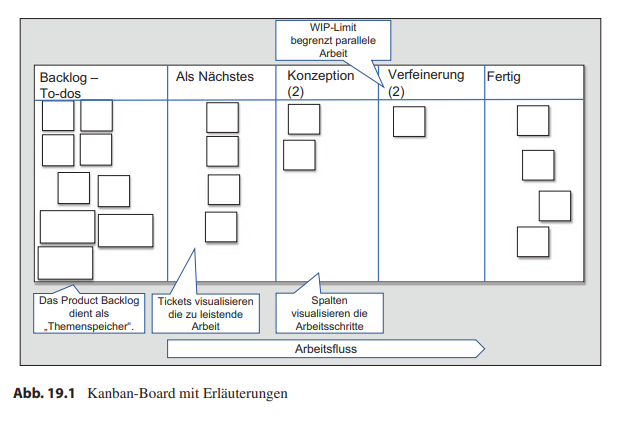 WIP-Limit
begrenzt parallele
Arbeit
Backlog –
To-dos
Als Nächstes
Konzeption
(2)
Verfeinerung
(2)
Fertig
Das Product Backlog
dient als
„Themenspeicher“.
Tickets visualisieren
die zu leistende
Arbeit
Spalten
visualisieren die
Arbeitsschritte
Arbeitsfluss
Abb. 19.1 Kanban-Board mit Erläuterungen